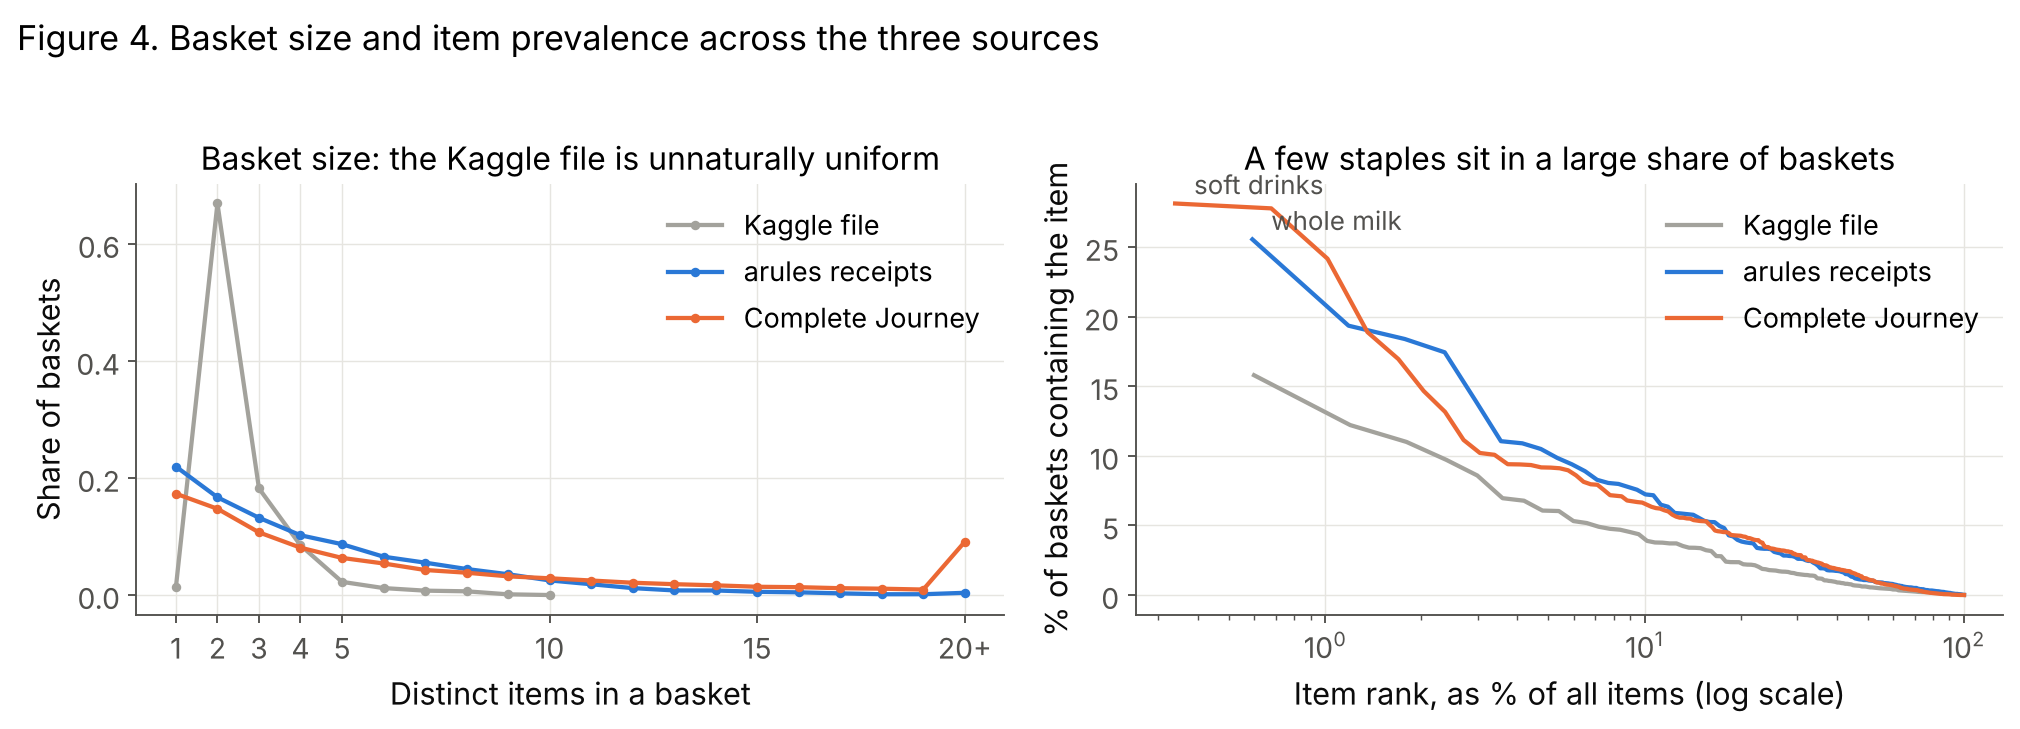 Figure 4. Basket size and item prevalence across the three sources
Basket size: the Kaggle file is unnaturally uniform
Share of baskets
0.6
0.4
0.2
0.0
Kaggle file
arules receipts
Complete Journey
1 2 3 4 5 10 15 20+
Distinct items in a basket
A few staples sit in a large share of baskets
% of baskets containing the item
soft drinks
whole milk
25
20
15
10
5
0
Kaggle file
arules receipts
Complete Journey
10⁰ 10¹ 10²
Item rank, as % of all items (log scale)